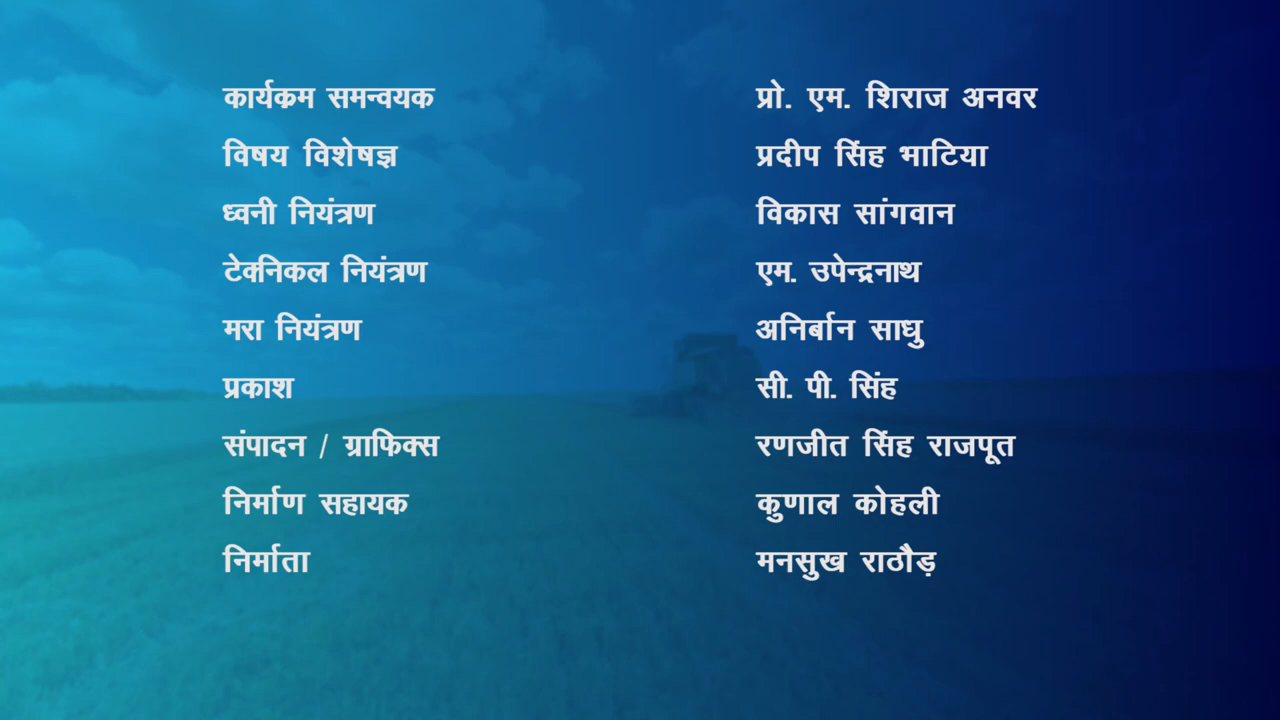 कार्यक्रम समन्वयक प्रो. एम. शिराज अनवर
विषय विशेषज्ञ प्रदीप सिंह भाटिया
ध्वनी नियंत्रण विकास सांगवान
टेक्निकल नियंत्रण एम. उपेन्द्रनाथ
मरा नियंत्रण अनिर्बान साधु
प्रकाश सी. पी. सिंह
संपादन / ग्राफिक्स रणजीत सिंह राजपूत
निर्माण सहायक कुणाल कोहली
निर्माता मनसुख राठौड़